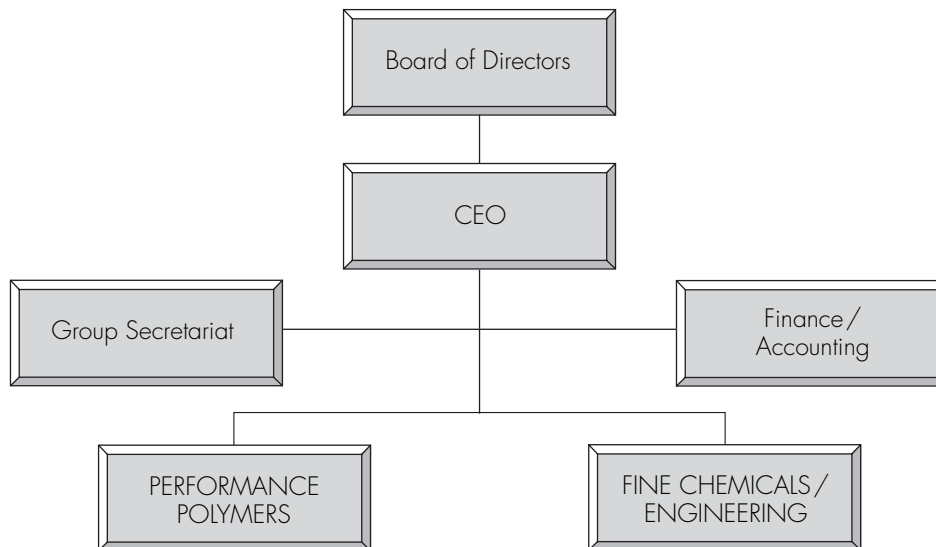 Board of Directors
CEO
Group Secretariat
Finance /
Accounting
PERFORMANCE
POLYMERS
FINE CHEMICALS /
ENGINEERING